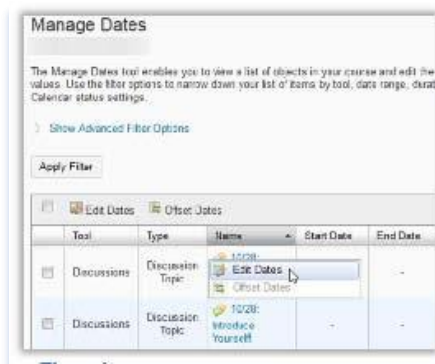 Manage Dates
The Manage Dates tool enables you to view a list of objects in your course and edit the
values. Use the filter options to narrow down your list of items by tool, date range, durat
Calendar status settings.
Show Advanced Filter Options
Apply Filter
Edit Dates Offset Dates
Tool Type Name Start Date End Date
Discussions Discussion Topic 10/28:
Edit Dates
Offset Dates
- 
Discussions Discussion Topic 10/28:
Introduce
Yourself!
- -